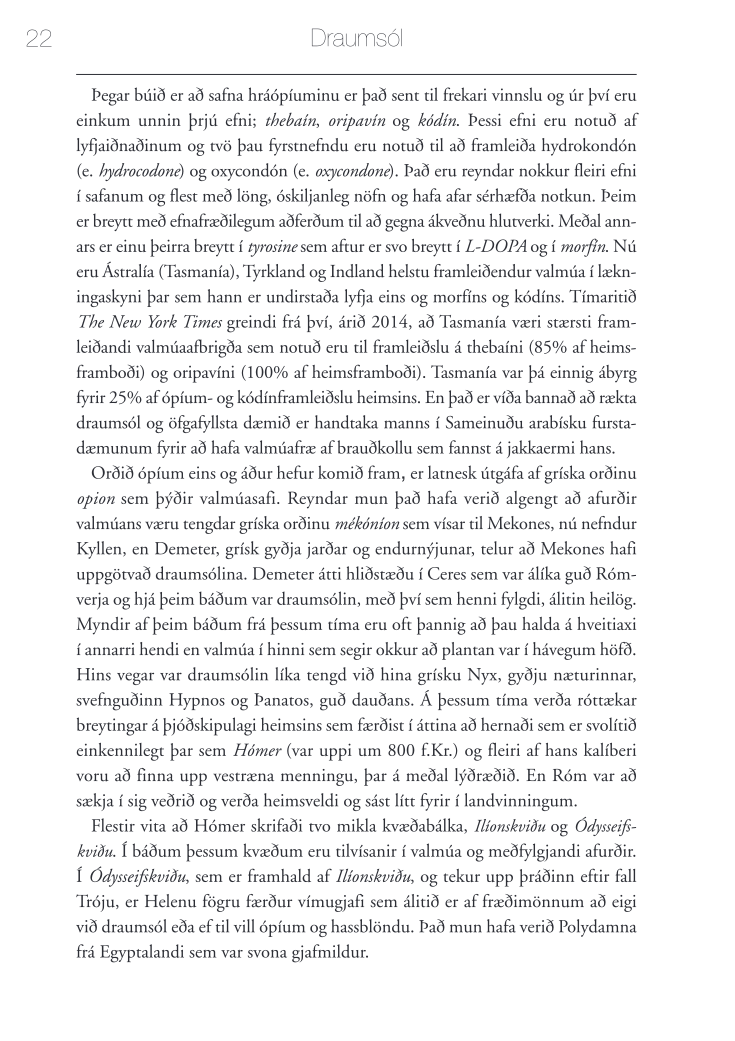 22
Draumsól
Þegar búið er að safna hráópíuminu er það sent til frekari vinnslu og úr því eru
einkum unnin þrjú efni; thebaín, oripavín og kódín. Þessi efni eru notuð af
lyfjaiðnaðinum og tvö þau fyrstnefndu eru notuð til að framleiða hydrokondón
(e. hydrocodone) og oxycondón (e. oxycondone). Það eru reyndar nokkur fleiri efni
í safanum og flest með löng, óskiljanleg nöfn og hafa afar sérhæfða notkun. Þeim
er breytt með efnafræðilegum aðferðum til að gegna ákveðnu hlutverki. Meðal ann-
ars er einu þeirra breytt í tyrosine sem aftur er svo breytt í L-DOPA og í morfín. Nú
eru Ástralía (Tasmanía), Tyrkland og Indland helstu framleiðendur valmúa í lækn-
ingaskyni þar sem hann er undirstaða lyfja eins og morfíns og kódíns. Tímaritið
The New York Times greindi frá því, árið 2014, að Tasmanía væri stærsti fram-
leiðandi valmúaafbrigða sem notuð eru til framleiðslu á thebaíni (85% af heims-
framboði) og oripavíni (100% af heimsframboði). Tasmanía var þá einnig ábyrg
fyrir 25% af ópíum- og kódínframleiðslu heimsins. En það er víða bannað að rækta
draumsól og öfgafyllsta dæmið er handtaka manns í Sameinuðu arabísku fursta-
dæmunum fyrir að hafa valmúafræ af brauðkollu sem fannst á jakkaermi hans.
Orðið ópíum eins og áður hefur komið fram, er latnesk útgáfa af gríska orðinu
opion sem þýðir valmúasafi. Reyndar mun það hafa verið algengt að afurðir
valmúans væru tengdar gríska orðinu mékóníon sem vísar til Mekones, nú nefndur
Kyllen, en Demeter, grísk gyðja jarðar og endurnýjunar, telur að Mekones hafi
uppgötvað draumsólina. Demeter átti hliðstæðu í Ceres sem var álíka guð Róm-
verja og hjá þeim báðum var draumsólin, með því sem henni fylgdi, álitin heilög.
Myndir af þeim báðum frá þessum tíma eru oft þannig að þau halda á hveitiaxi
í annarri hendi en valmúa í hinni sem segir okkur að plantan var í hávegum höfð.
Hins vegar var draumsólin líka tengd við hina grísku Nyx, gyðju næturinnar,
svefnguðinn Hypnos og Þanatos, guð dauðans. Á þessum tíma verða róttækar
breytingar á þjóðskipulagi heimsins sem færðist í áttina að hernaði sem er svolítið
einkennilegt þar sem Hómer (var uppi um 800 f.Kr.) og fleiri af hans kalíberi
voru að finna upp vestræna menningu, þar á meðal lýðræðið. En Róm var að
sækja í sig veðrið og verða heimsveldi og sást lítt fyrir í landvinningum.
Flestir vita að Hómer skrifaði tvo mikla kvæðabálka, Ilíonskviðu og Ódysseifs-
kviðu. Í báðum þessum kvæðum eru tilvísanir í valmúa og meðfylgjandi afurðir.
Í Ódysseifskviðu, sem er framhald af Ilíonskviðu, og tekur upp þráðinn eftir fall
Tróju, er Helenu fögru færður vímugjafi sem álitið er af fræðimönnum að eigi
við draumsól eða ef til vill ópíum og hassblöndu. Það mun hafa verið Polydamna
frá Egyptalandi sem var svona gjafmildur.